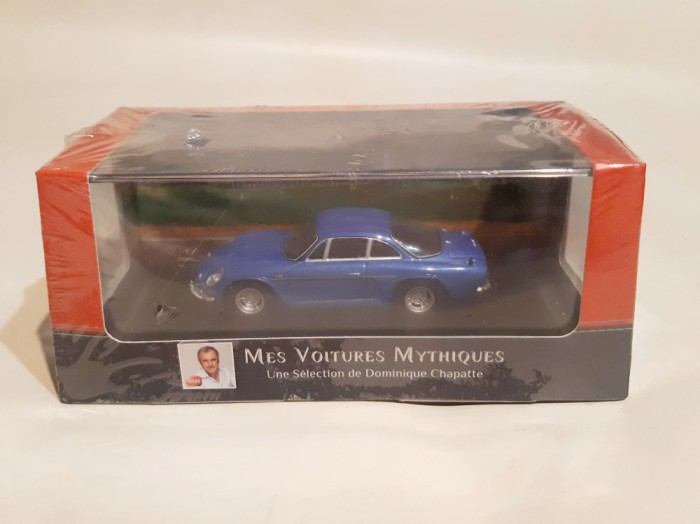 Mes Voitures Mythiques
Une Sélection de Dominique Chapatte